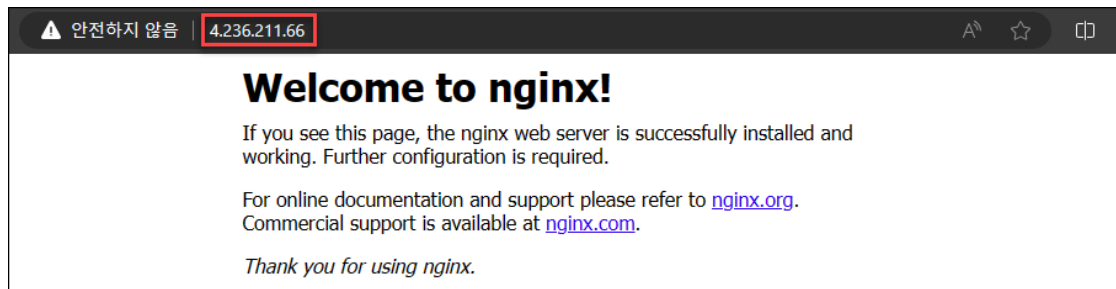 안전하지 않음 4.236.211.66
Welcome to nginx!
If you see this page, the nginx web server is successfully installed and
working. Further configuration is required.
For online documentation and support please refer to nginx.org.
Commercial support is available at nginx.com.
Thank you for using nginx.